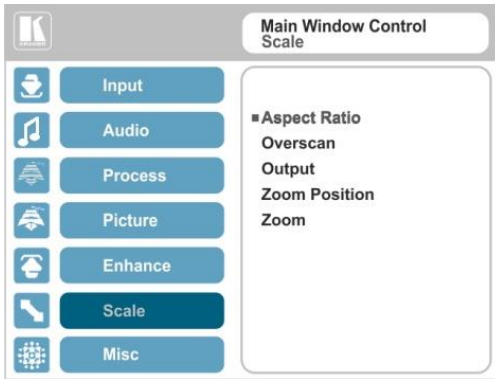 Main Window Control
Scale
Input
Audio
Process
Picture
Enhance
Scale
Misc
Aspect Ratio
Overscan
Output
Zoom Position
Zoom